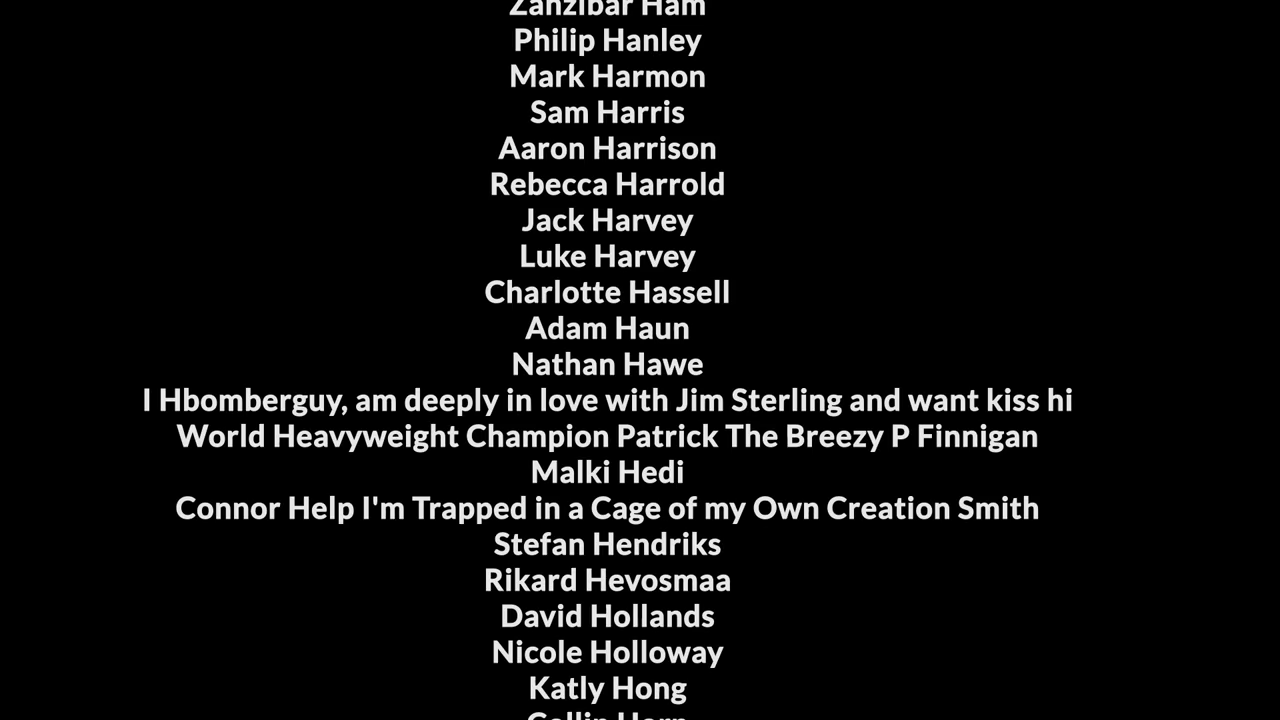 Zanzibar Ham
Philip Hanley
Mark Harmon
Sam Harris
Aaron Harrison
Rebecca Harrold
Jack Harvey
Luke Harvey
Charlotte Hassell
Adam Haun
Nathan Hawe
I Hbomberguy, am deeply in love with Jim Sterling and want kiss hi
World Heavyweight Champion Patrick The Breezy P Finnigan
Malki Hedi
Connor Help I'm Trapped in a Cage of my Own Creation Smith
Stefan Hendriks
Rikard Hevosmaa
David Hollands
Nicole Holloway
Katly Hong